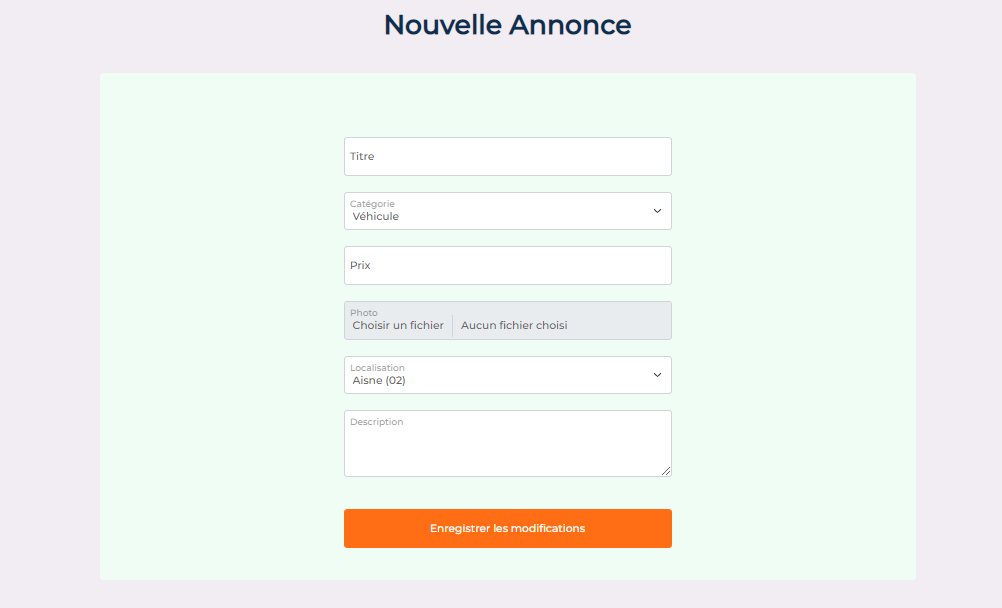 Nouvelle Annonce
Titre
Catégorie
Véhicule
Prix
Photo
Choisir un fichier Aucun fichier choisi
Localisation
Aisne (02)
Description
Enregistrer les modifications